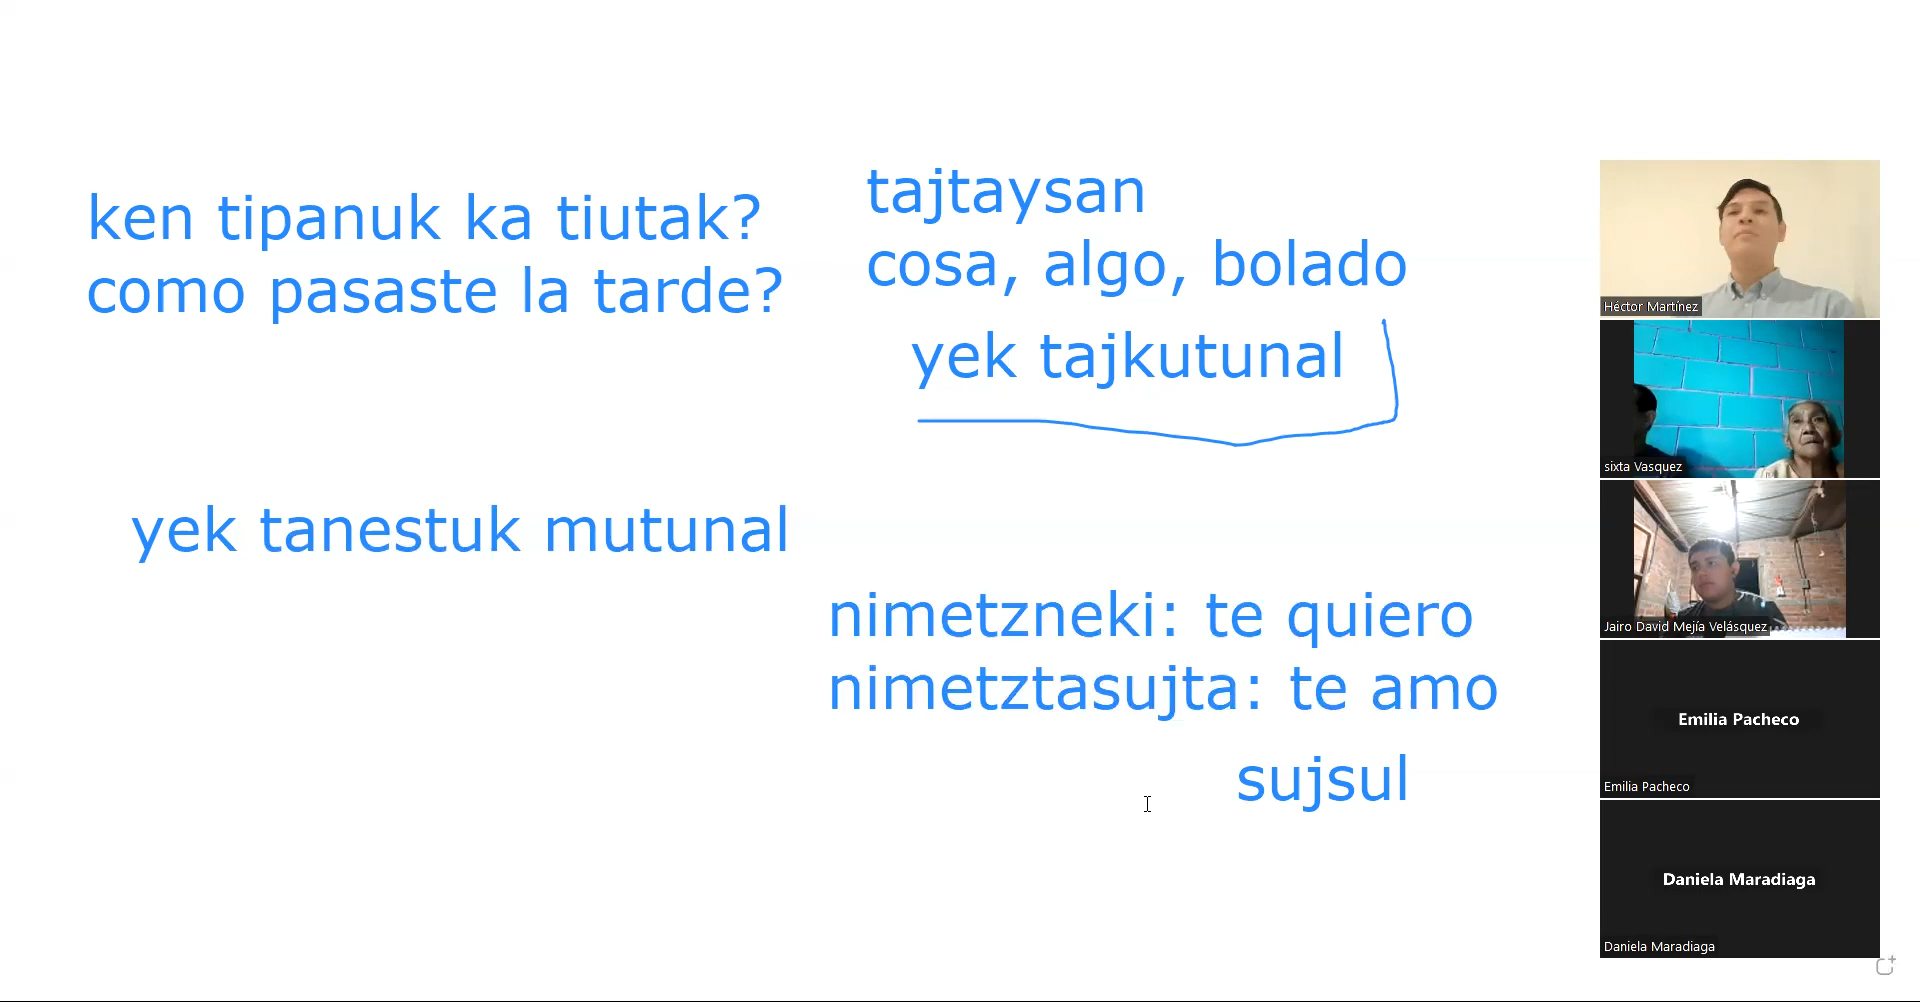 ken tipanuk ka tiutak?
como pasaste la tarde?
tajtaysan
cosa, algo, bolado
yek tajkutunal
yek tanestuk mutunal
nimetzneki: te quiero
nimetztasujta: te amo
sujsul
Héctor Martínez
sixta Vasquez
Jairo David Mejía Velásquez
Emilia Pacheco
Emilia Pacheco
Daniela Maradiaga
Daniela Maradiaga